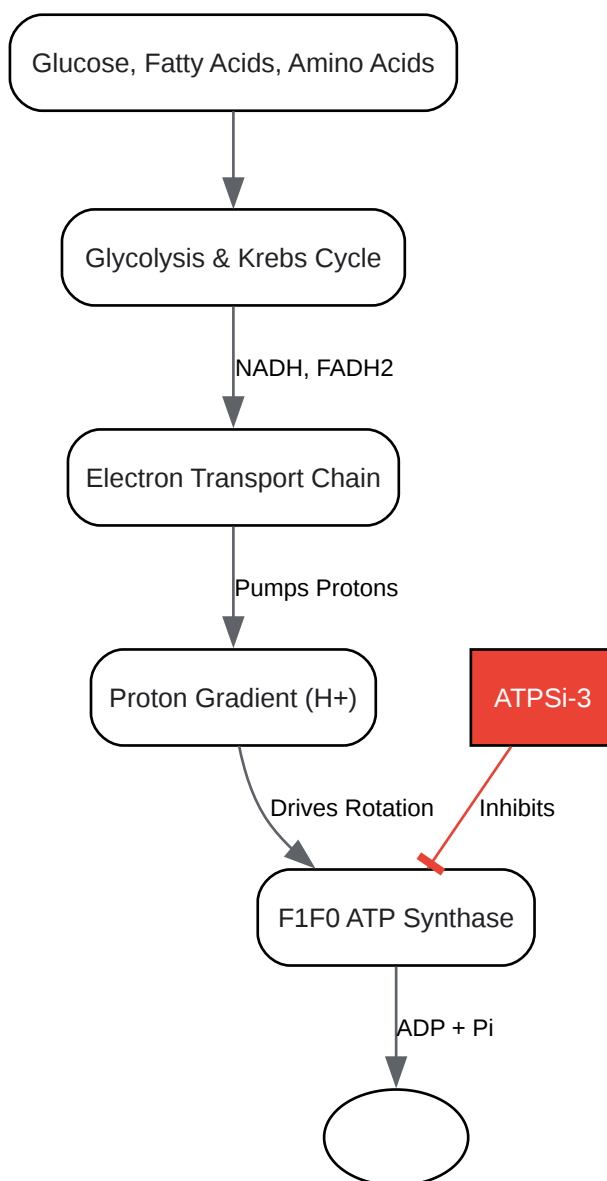 Glucose, Fatty Acids, Amino Acids
Glycolysis & Krebs Cycle
NADH, FADH2
Electron Transport Chain
Pumps Protons
Proton Gradient (H+)
ATPSi-3
Drives Rotation
Inhibits
F1F0 ATP Synthase
ADP + Pi